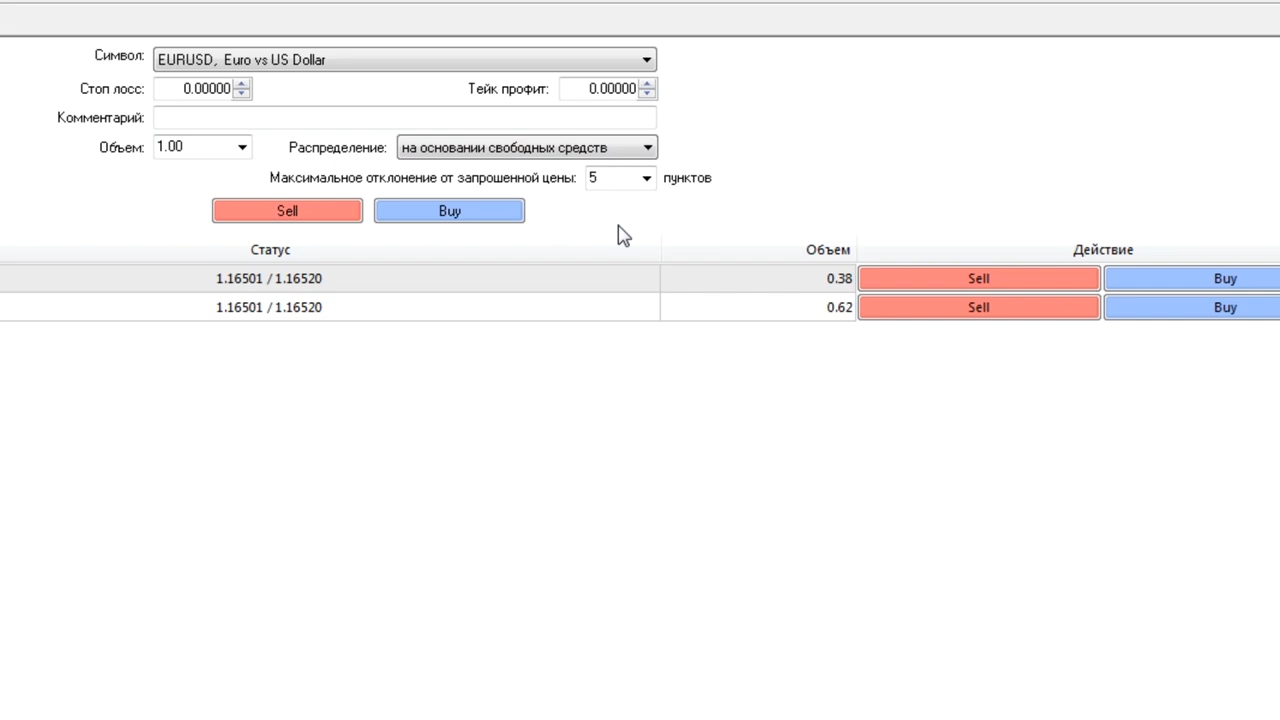 Символ: EURUSD, Euro vs US Dollar
Стоп лосс: 0.00000 Тейк профит: 0.00000
Комментарий:
Объем: 1.00 Распределение: на основании свободных средств
Максимальное отклонение от запрошенной цены: 5 пунктов
Sell Buy
Статус Объем Действие
1.16501 / 1.16520 0.38 Sell Buy
1.16501 / 1.16520 0.62 Sell Buy